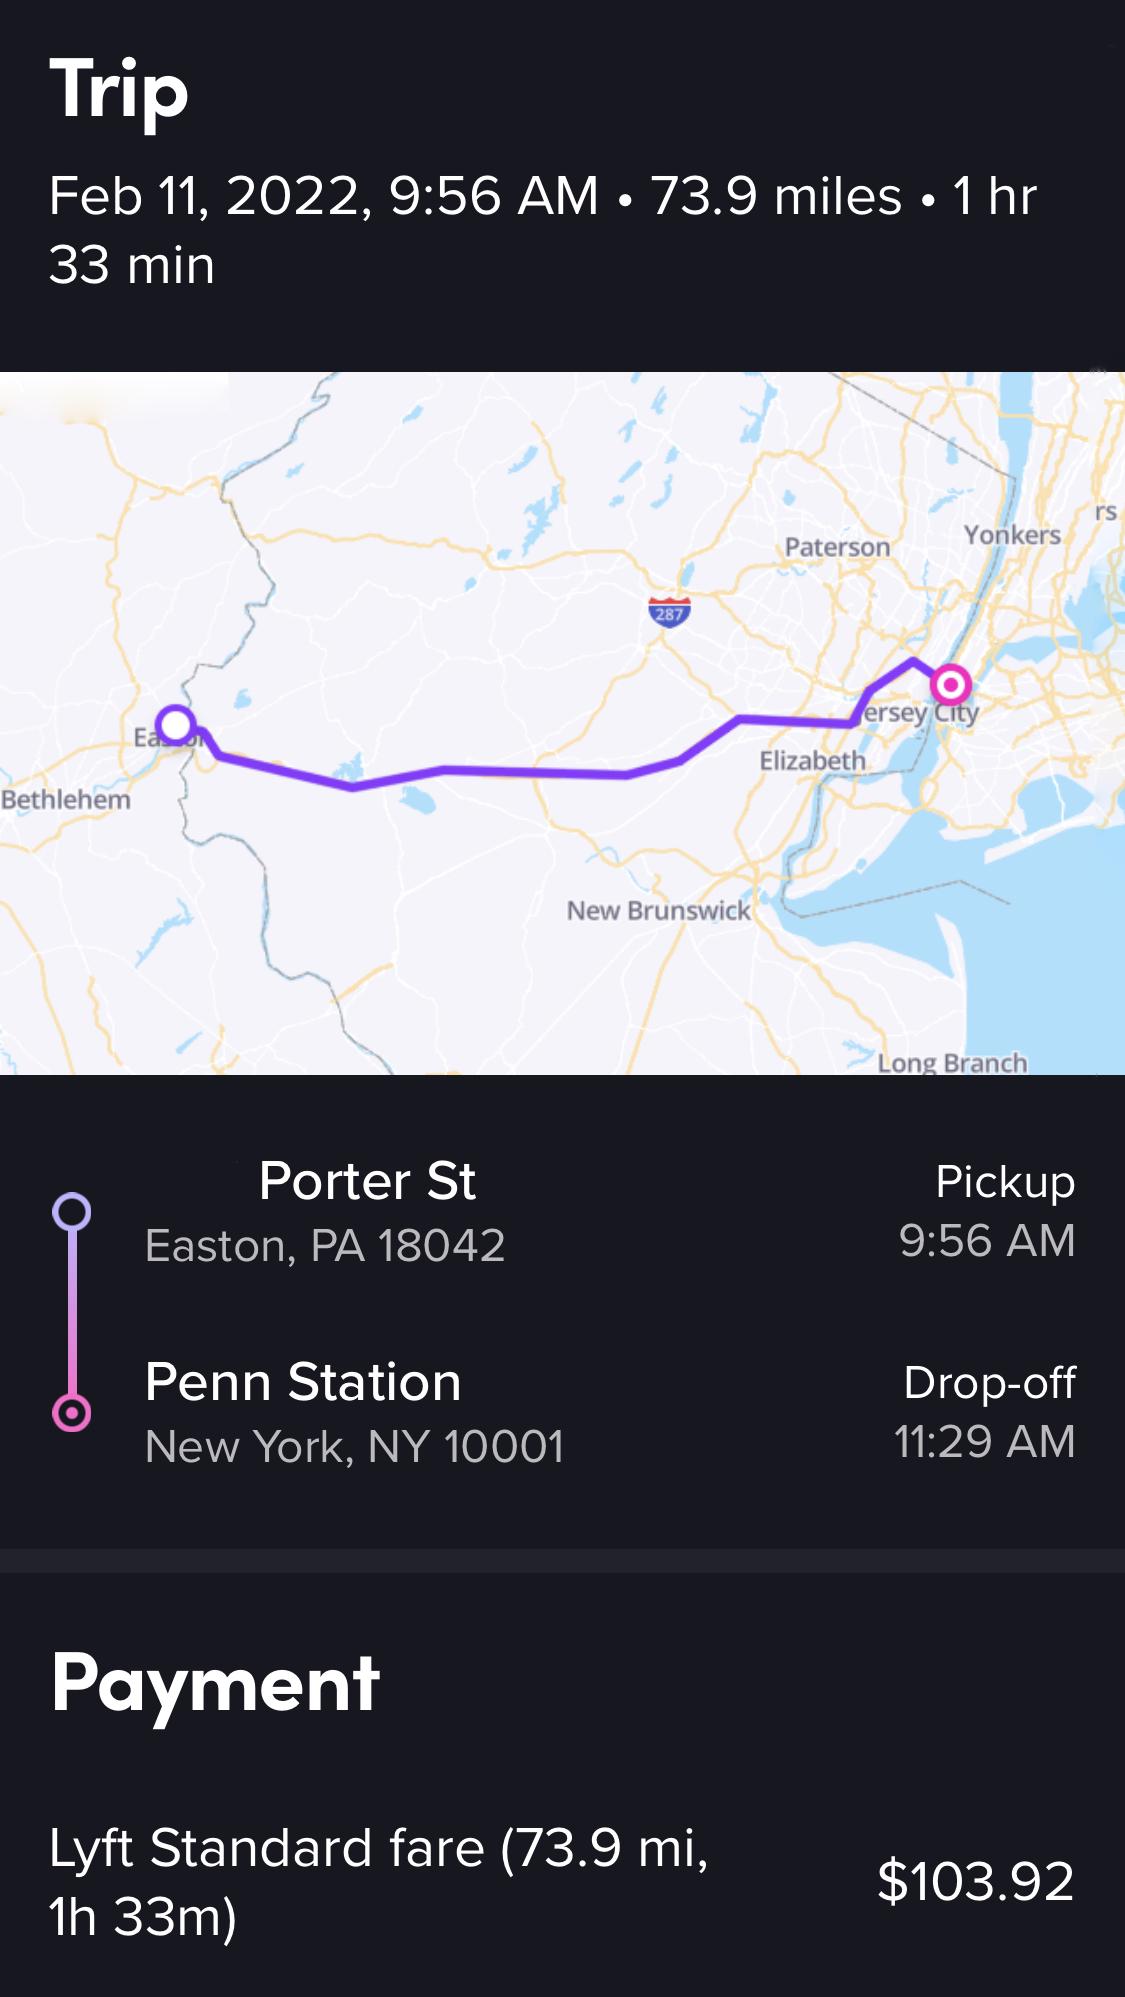 Trip
Feb 11, 2022, 9:56 AM • 73.9 miles • 1 hr
33 min
rs
Yonkers
Paterson
287
ersey City
Elizabeth
Bethlehem
New Brunswick
Long Branch
Porter St
Pickup
Easton, PA 18042
9:56 AM
Penn Station
Drop-off
New York, NY 10001
11:29 AM
Payment
Lyft Standard fare (73.9 mi,
1h 33m)
$103.92